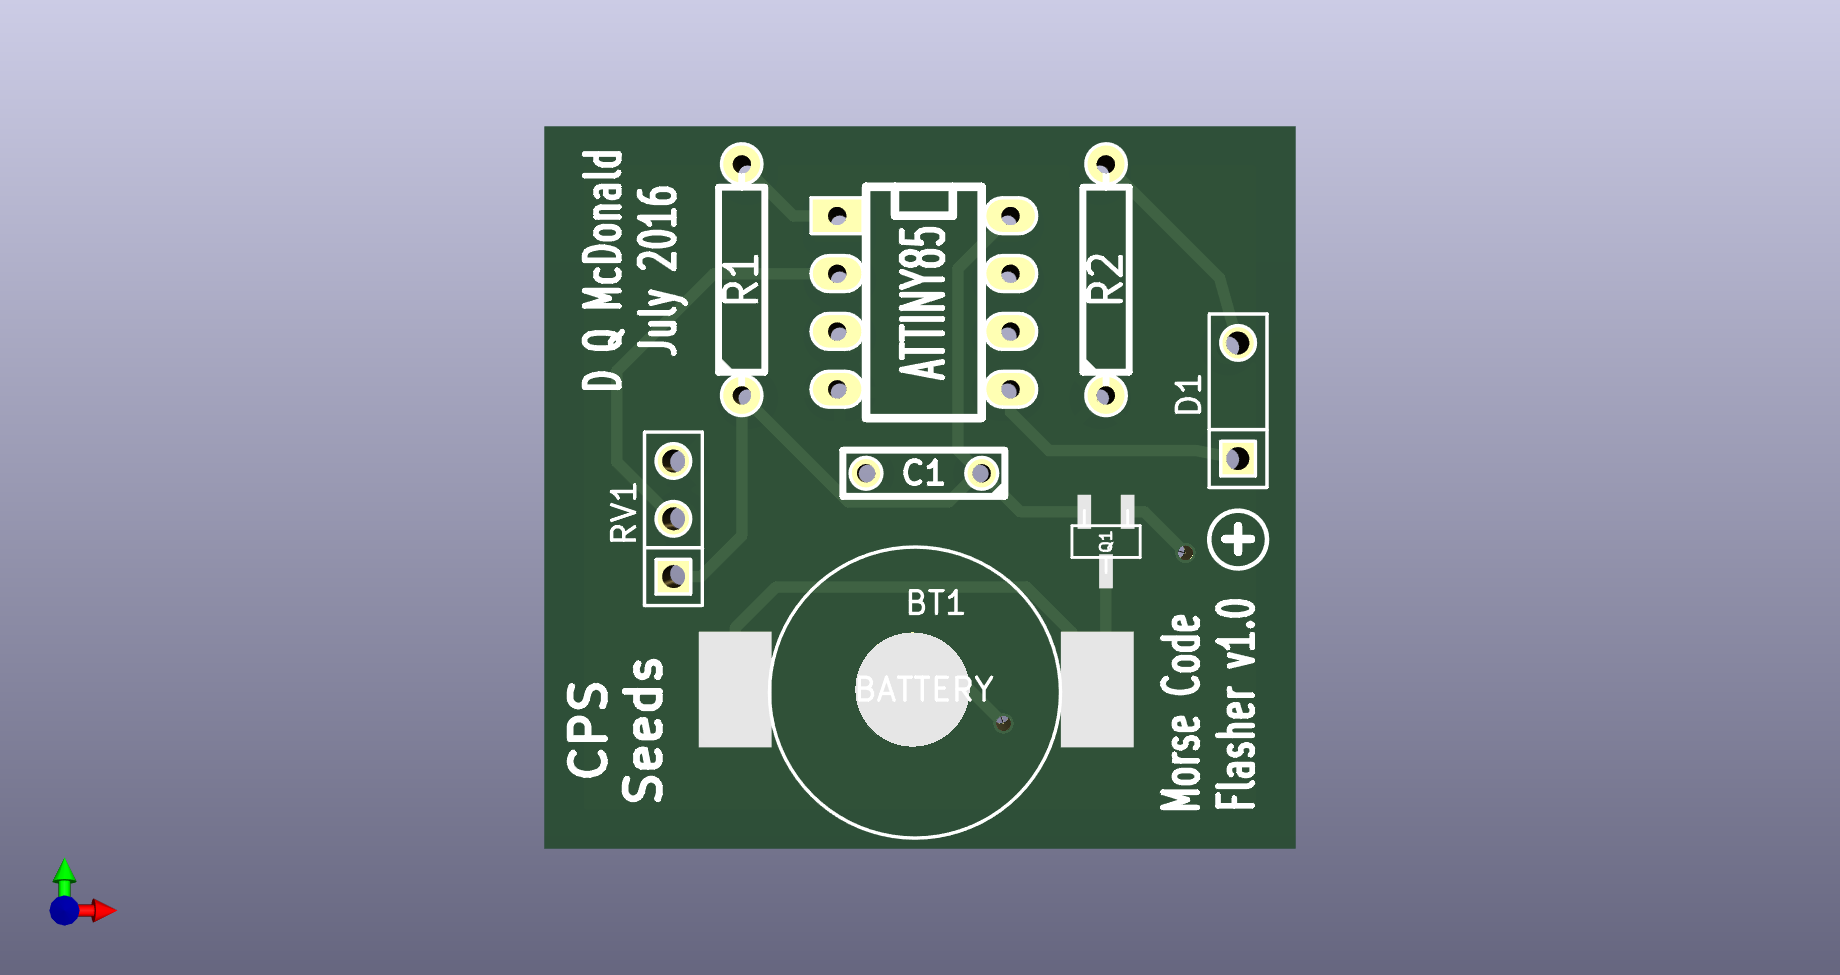 D Q McDonald
July 2016
R1
ATTINY85
R2
D1
C1
RV1
Q1
+
BT1
BATTERY
CPS
Seeds
Morse Code
Flasher v1.0